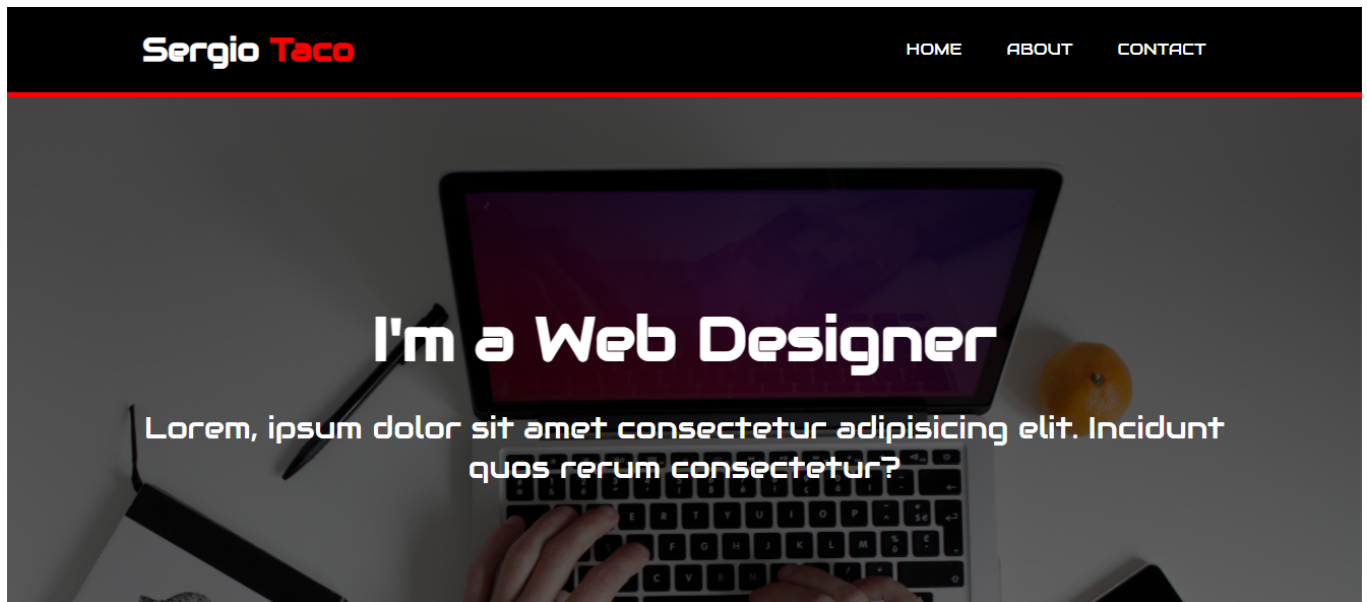 Sergio Taco
HOME ABOUT CONTACT
I'm a Web Designer
Lorem, ipsum dolor sit amet consectetur adipisicing elit. Incidunt
quos rerum consectetur?
E R T Y U I O P
F G H J K L M
C V B N